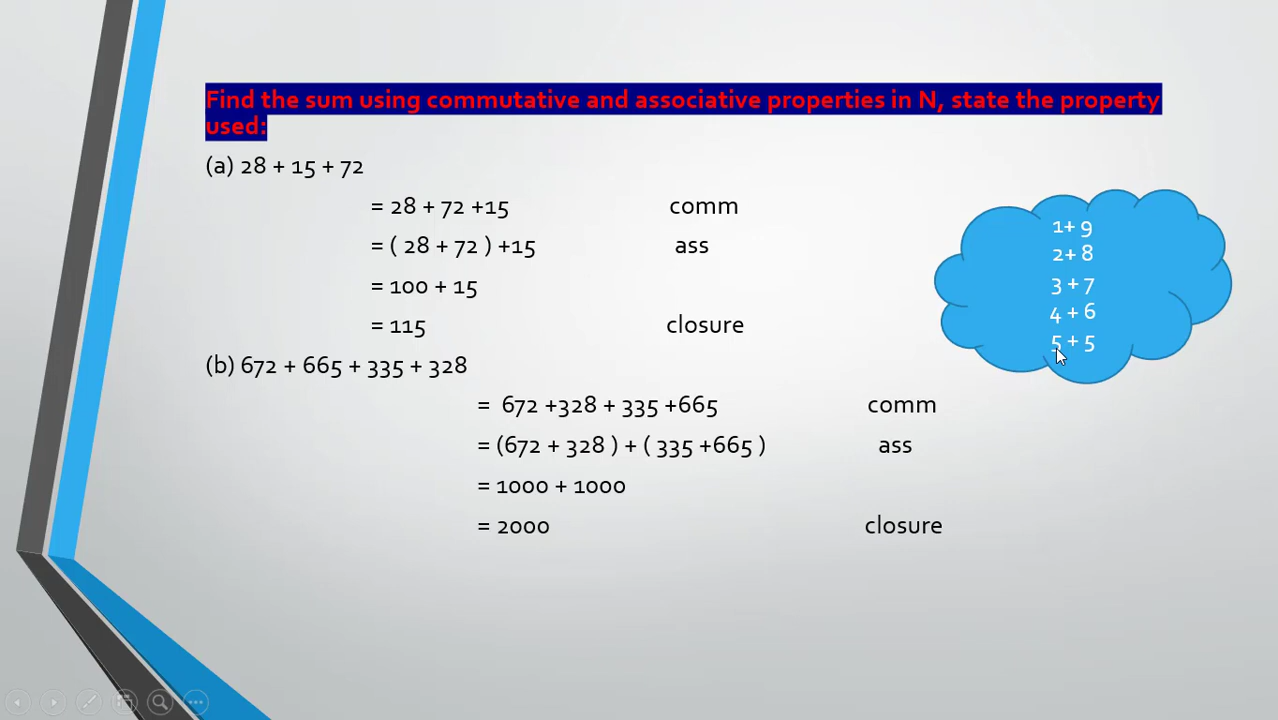 Find the sum using commutative and associative properties in N, state the property
used:
(a) 28 + 15 + 72
= 28 + 72 +15 comm
= ( 28 + 72 ) +15 ass
= 100 + 15
= 115 closure
(b) 672 + 665 + 335 + 328
= 672 +328 + 335 +665 comm
= (672 + 328 ) + ( 335 +665 ) ass
= 1000 + 1000
= 2000 closure
1+ 9
2+ 8
3 + 7
4 + 6
5 + 5